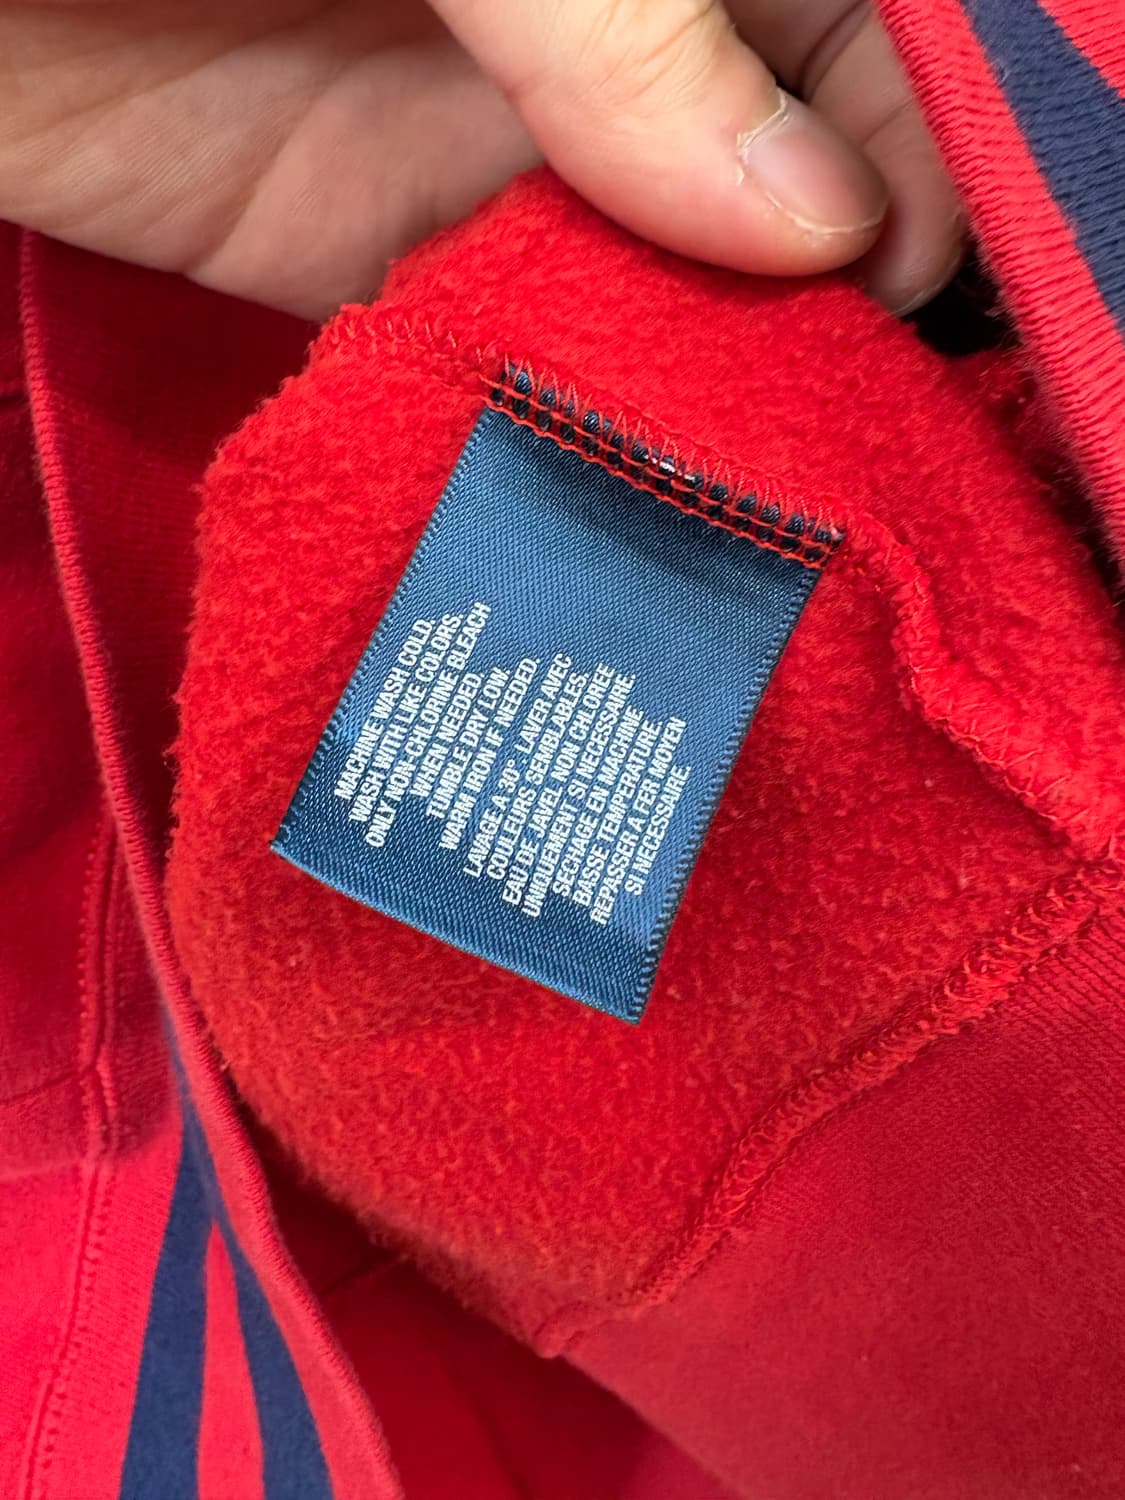 MACHINE WASH COLD.
WASH WITH LIKE COLORS.
ONLY NON-CHLORINE BLEACH
WHEN NEEDED.
TUMBLE DRY LOW.
WARM IRON IF NEEDED.
LAVAGE A 30° LAVER AVEC
COULEURS SEMBLABLES.
EAU DE JAVEL NON CHLOREE
UNIQUEMENT SI NECESSAIRE.
SECHAGE EN MACHINE
BASSE TEMPERATURE
REPASSER A FER MOYEN
SI NECESSAIRE.